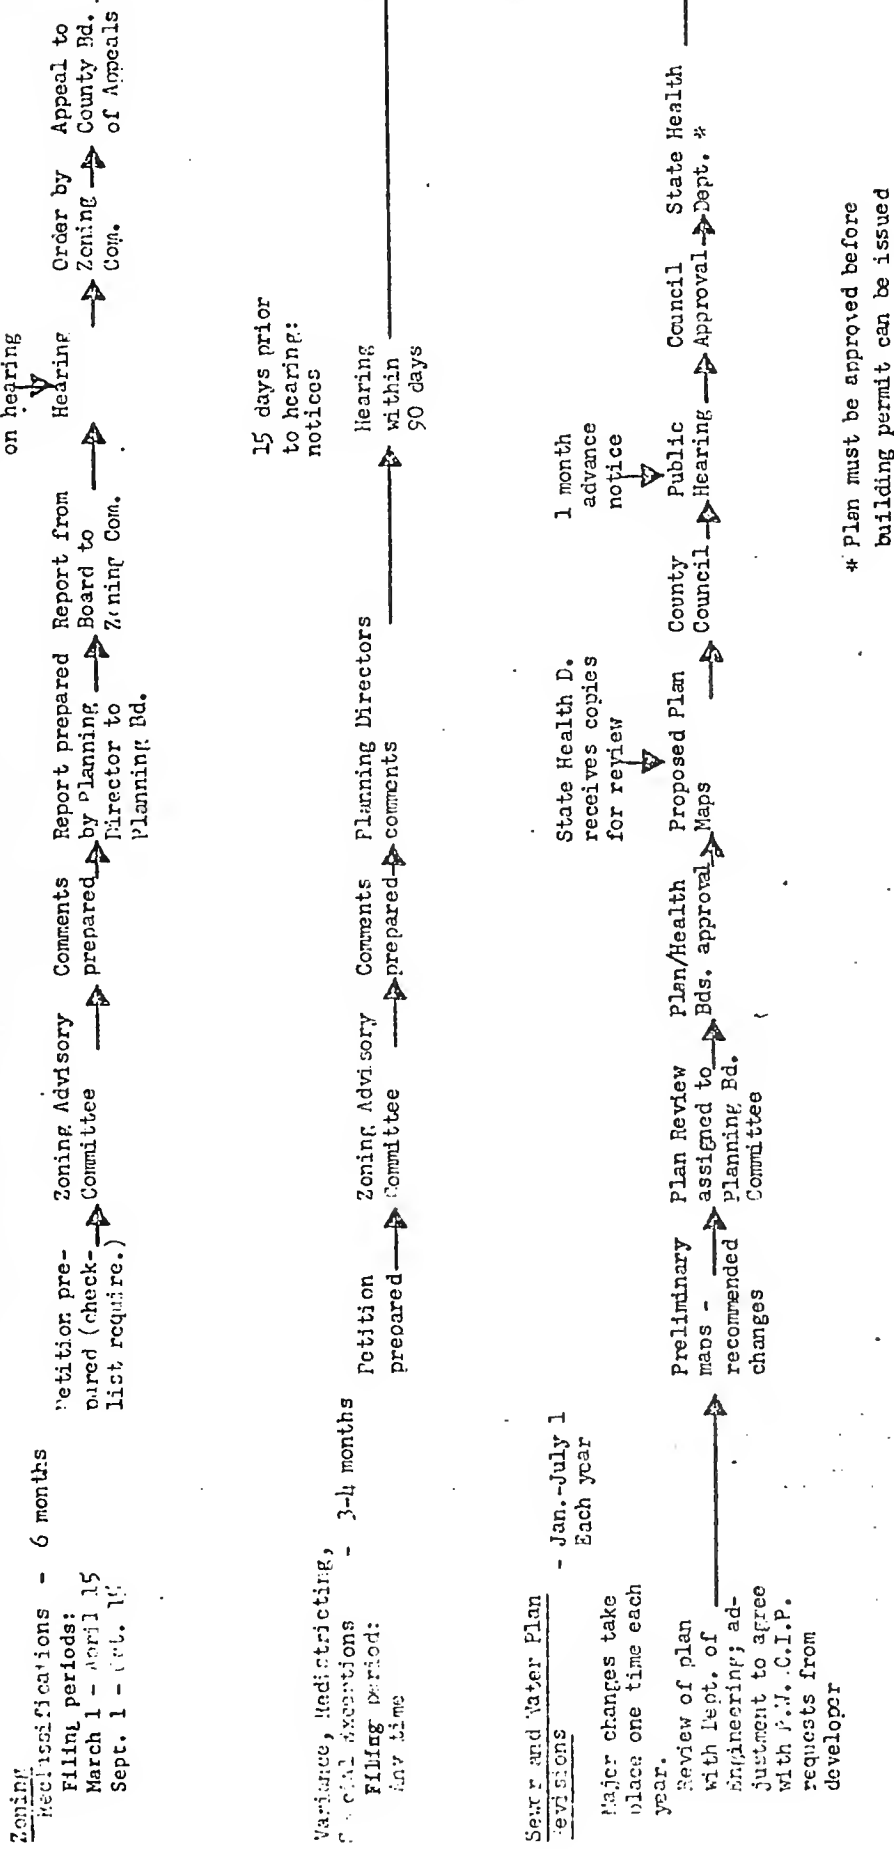 Zoning
Reclassifications - 6 months
Filing periods:
March 1 - April 15
Sept. 1 - Oct.
Petition pre-
pared (check-
list require.)
Zoning Advisory
Committee
Comments
prepared
Report prepared
by Planning
Director to
Planning Bd.
Report from
Board to
Zoning Com.
on hearing
Hearing
Order by
Zoning
Com.
Appeal to
County Bd.
of Appeals
Variance, Redistricting,
Special Exceptions - 3-4 months
Filing period:
Any time
Petition
prepared
Zoning Advisory
Committee
Comments
prepared
Planning Directors
comments
15 days prior
to hearing:
notices
Hearing
within
90 days
Sewer and Water Plan
Revisions - Jan.-July 1
Each year
Major changes take
place one time each
year.
Review of plan
with Dept. of
Engineering; ad-
justment to agree
with C.I.P.
requests from
developer
Preliminary
maps -
recommended
changes
Plan Review
assigned to
Planning Bd.
Committee
Plan/Health
Bds. approval
State Health D.
receives copies
for review
Proposed Plan
Maps
County
Council
1 month
advance
notice
Public
Hearing
Council
Approval
State Health
Dept. *
* Plan must be approved before
building permit can be issued